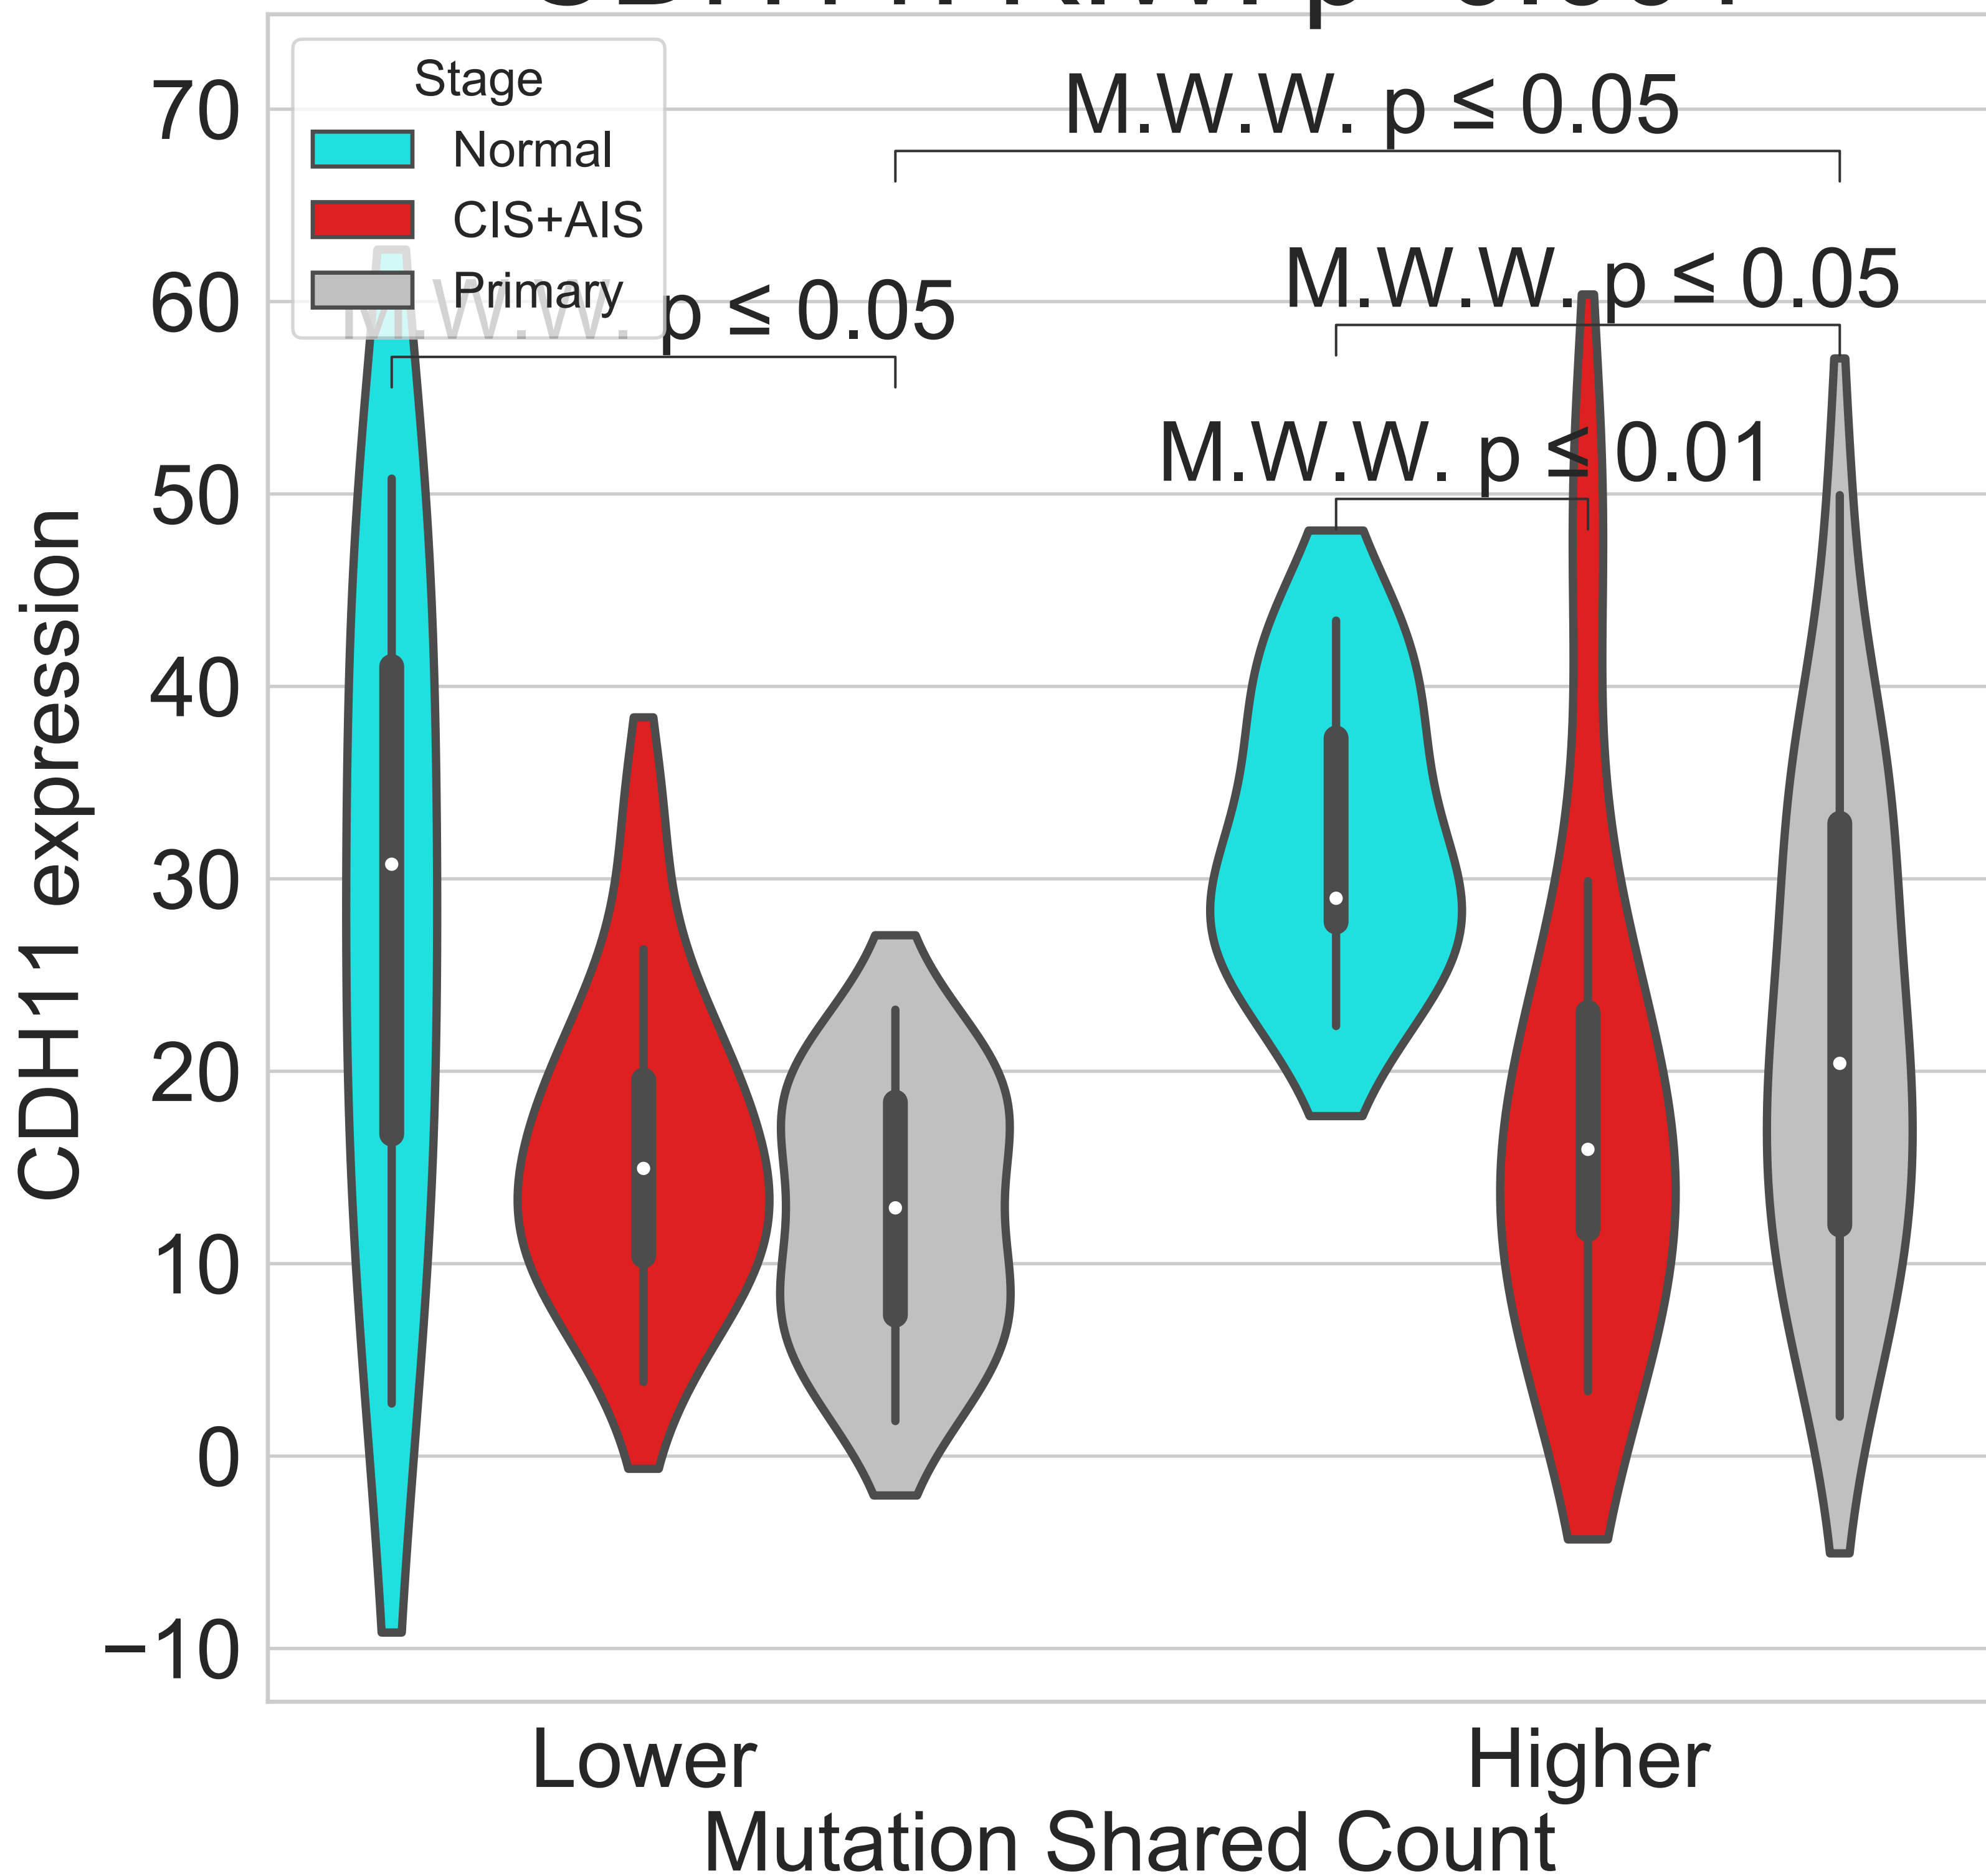 Stage
Normal
CIS+AIS
Primary
M.W.W. p ≤ 0.05
M.W.W. p ≤ 0.05
M.W.W. p ≤ 0.05
M.W.W. p ≤ 0.01
70
60
50
40
30
20
10
0
−10
CDH11 expression
Lower
Higher
Mutation Shared Count